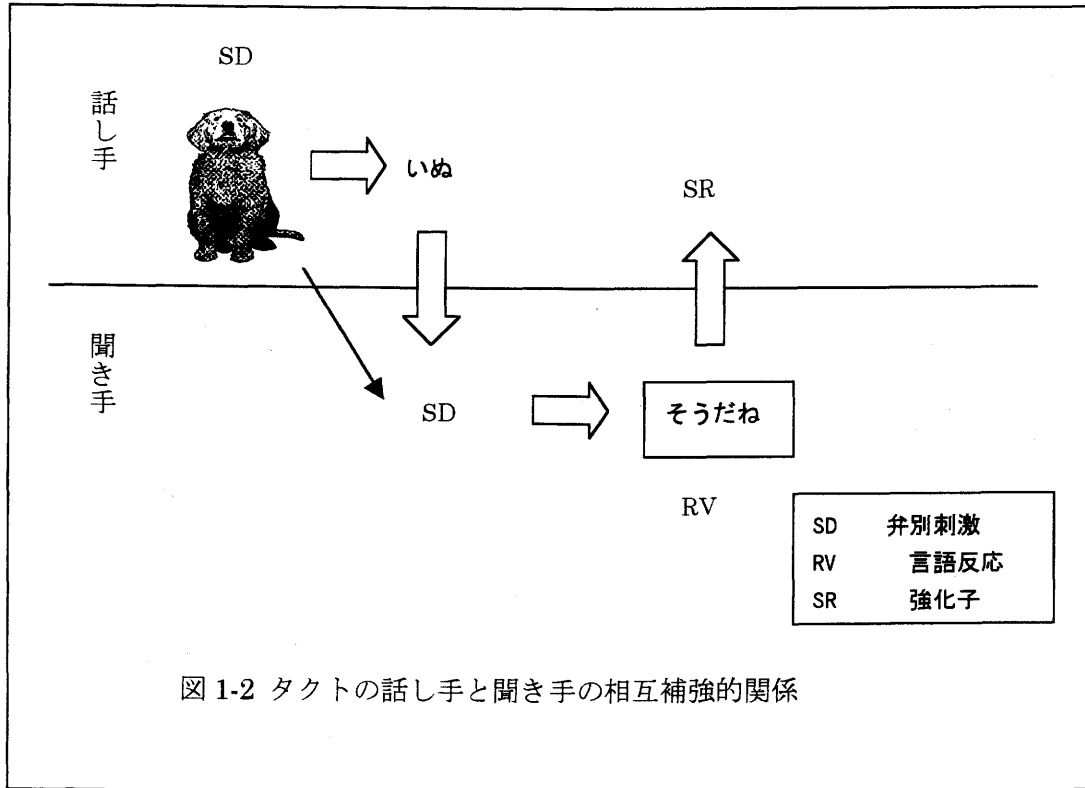 SD
話し手
いぬ
SR
聞き手
SD
そうだね
RV
SD 弁別刺激
RV 言語反応
SR 強化子
図 1-2 タクトの話し手と聞き手の相互補強的関係